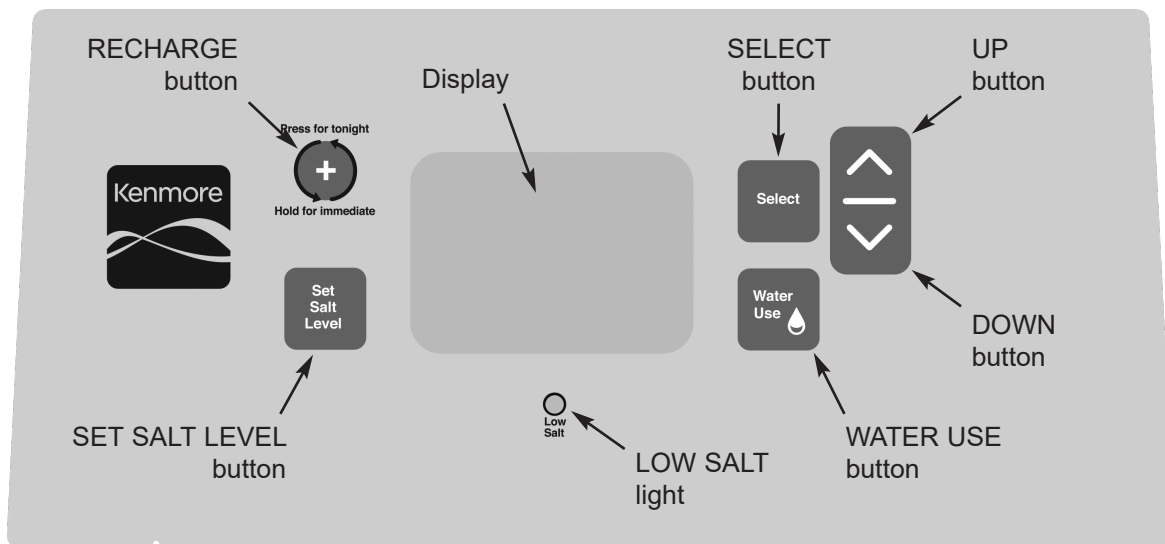 RECHARGE
button
Display
SELECT
button
UP
button
Press for tonight
+
Hold for immediate
Kenmore
Select
Set
Salt
Level
Water
Use
DOWN
button
Low
Salt
SET SALT LEVEL
button
LOW SALT
light
WATER USE
button